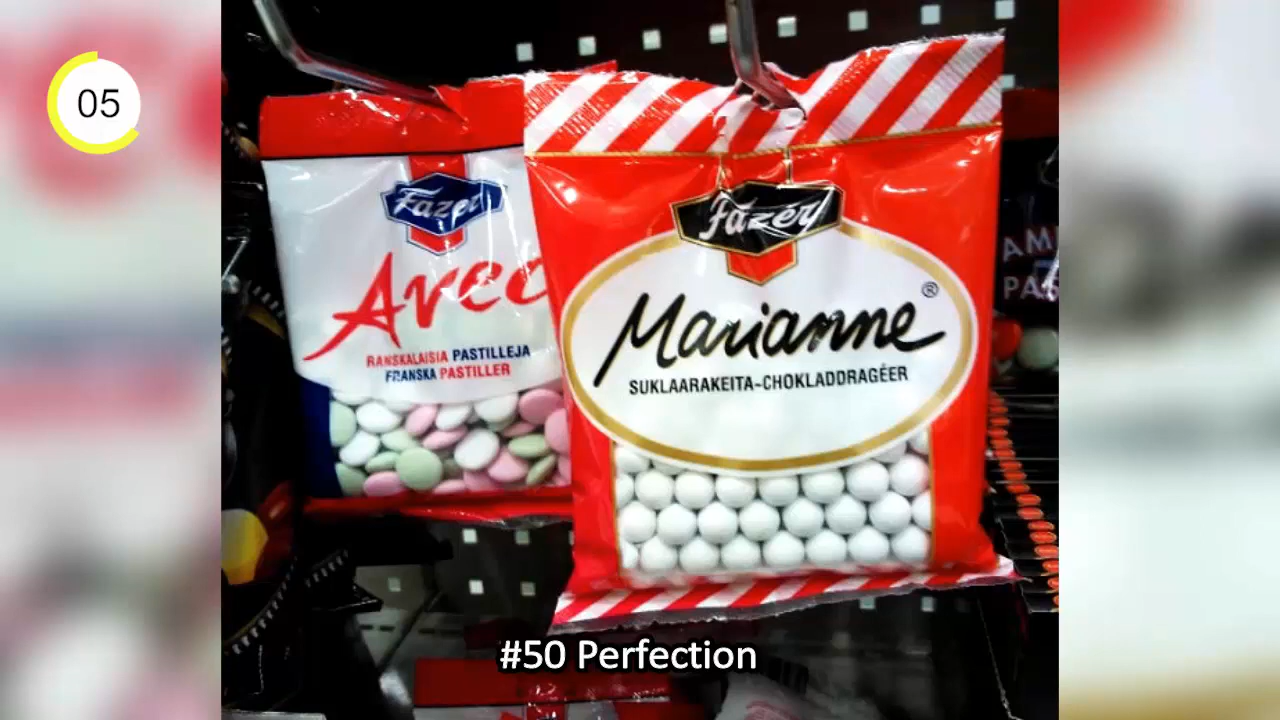 05
Fazer
Avec
RANSKALAISIA PASTILLEJA
FRANSKA PASTILLER
Fazer
Marianne®
SUKLAARAKEITA-CHOKLADDRAGÉER
#50 Perfection